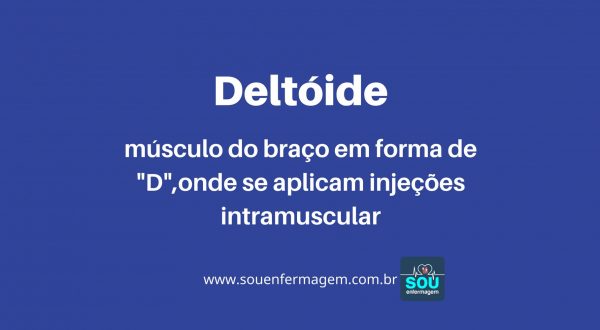 Deltóide
músculo do braço em forma de
"D",onde se aplicam injeções
intramuscular
www.souenfermagem.com.br
SOU
enfermagem